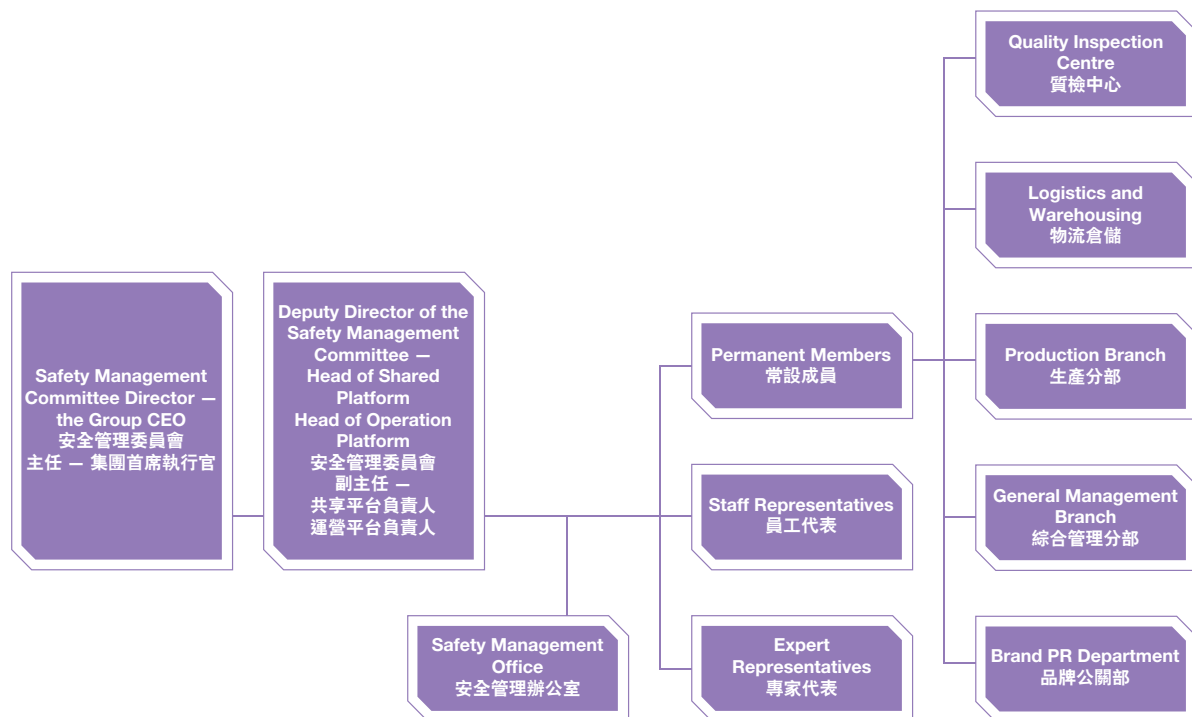 Safety Management
Committee Director —
the Group CEO
安全管理委員會
主任 — 集團首席執行官
Deputy Director of the
Safety Management
Committee —
Head of Shared
Platform
Head of Operation
Platform
安全管理委員會
副主任 —
共享平台負責人
運營平台負責人
Safety Management
Office
安全管理辦公室
Permanent Members
常設成員
Staff Representatives
員工代表
Expert
Representatives
專家代表
Quality Inspection
Centre
質檢中心
Logistics and
Warehousing
物流倉儲
Production Branch
生產分部
General Management
Branch
綜合管理分部
Brand PR Department
品牌公關部